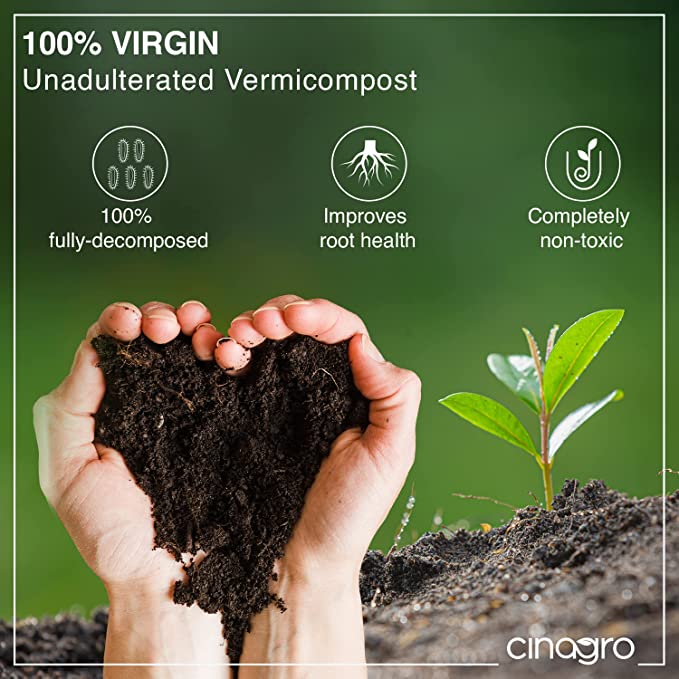 100% VIRGIN
Unadulterated Vermicompost
100%
fully-decomposed
Improves
root health
Completely
non-toxic
cinagro